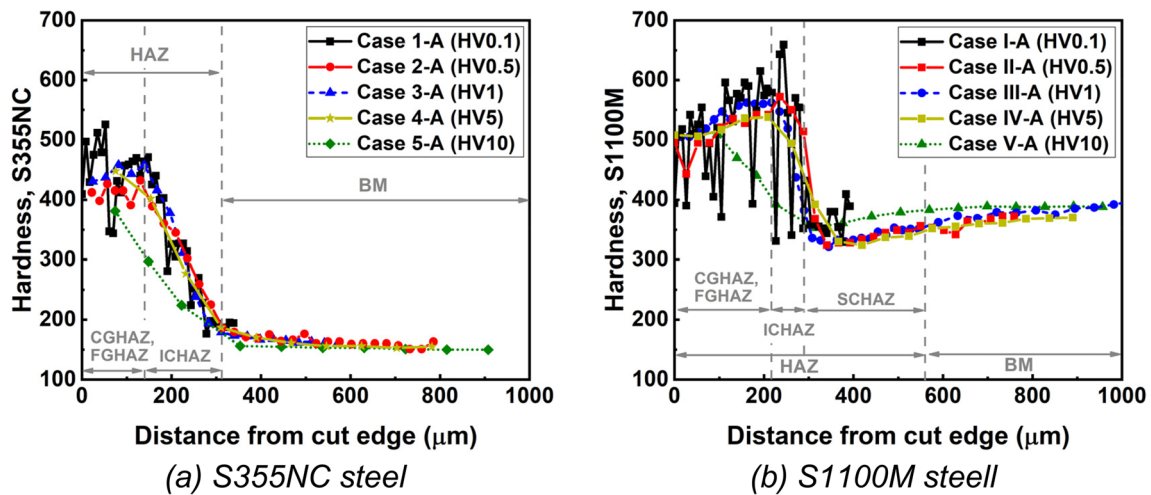 700
600
500
400
300
200
100
Hardness, S355NC
HAZ
Case 1-A (HV0.1)
Case 2-A (HV0.5)
Case 3-A (HV1)
Case 4-A (HV5)
Case 5-A (HV10)
BM
CGHAZ,
FGHAZ
ICHAZ
0 200 400 600 800 1000
Distance from cut edge (μm)
(a) S355NC steel
700
600
500
400
300
200
100
Hardness, S1100M
Case I-A (HV0.1)
Case II-A (HV0.5)
Case III-A (HV1)
Case IV-A (HV5)
Case V-A (HV10)
CGHAZ,
FGHAZ
SCHAZ
ICHAZ
HAZ
BM
0 200 400 600 800 1000
Distance from cut edge (μm)
(b) S1100M steell